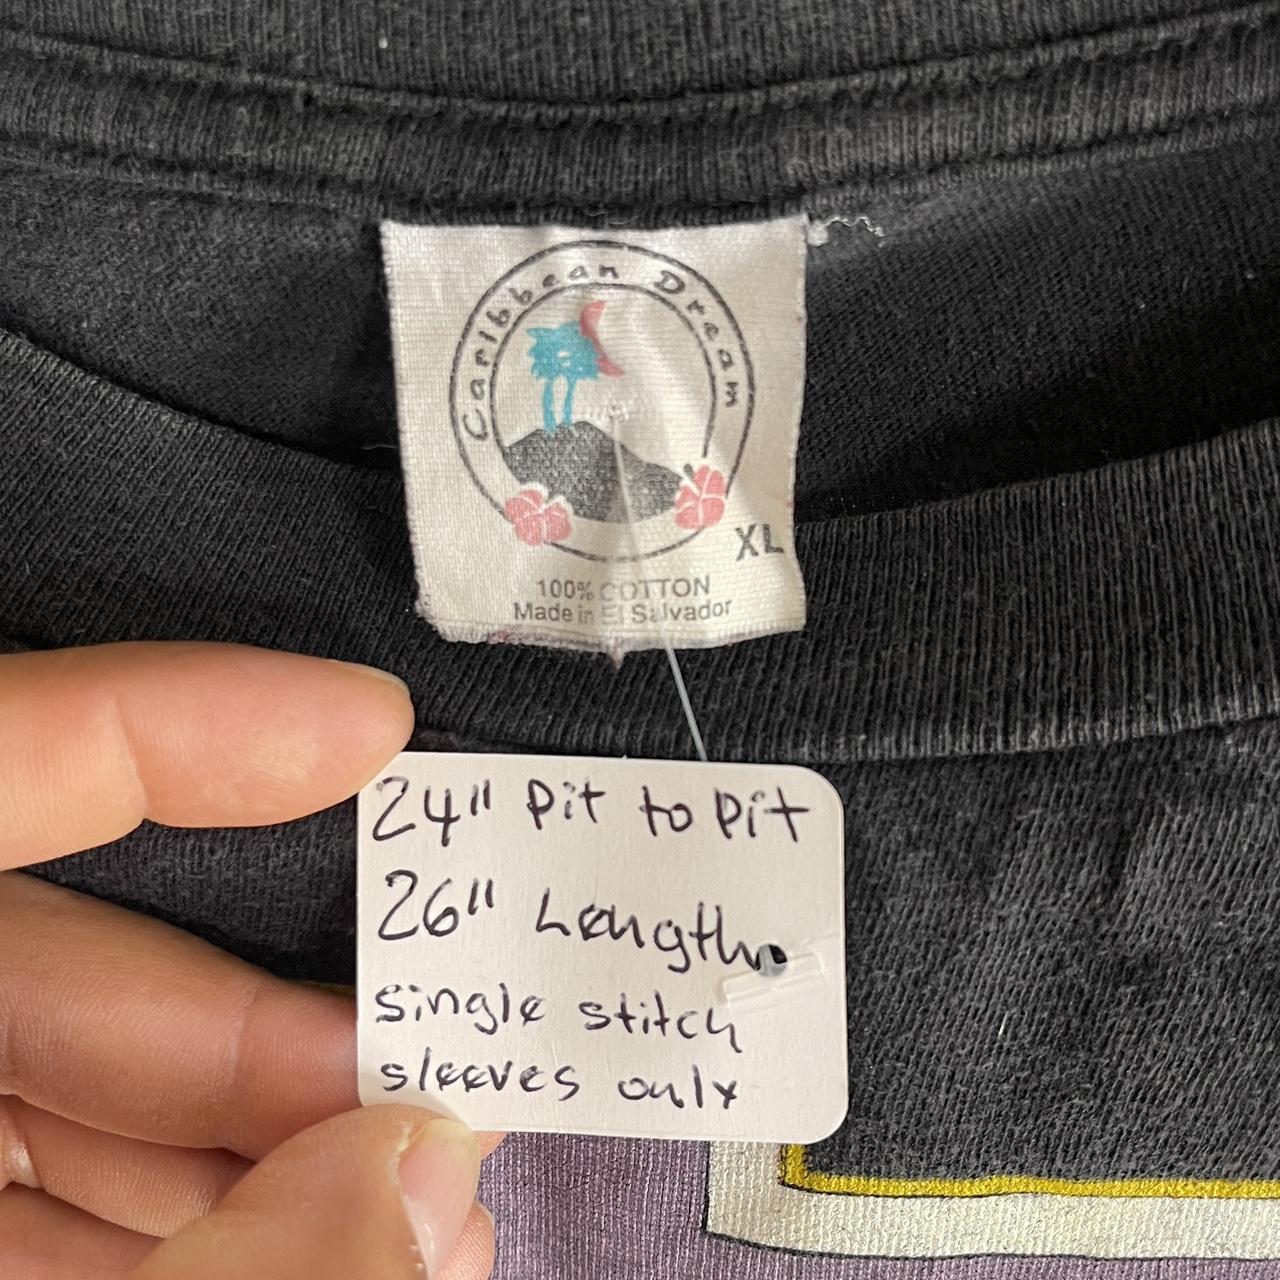 Caribbean Dream
XL
100% COTTON
Made in El Salvador
24" Pit to Pit
26" Length
single stitch
sleeves only